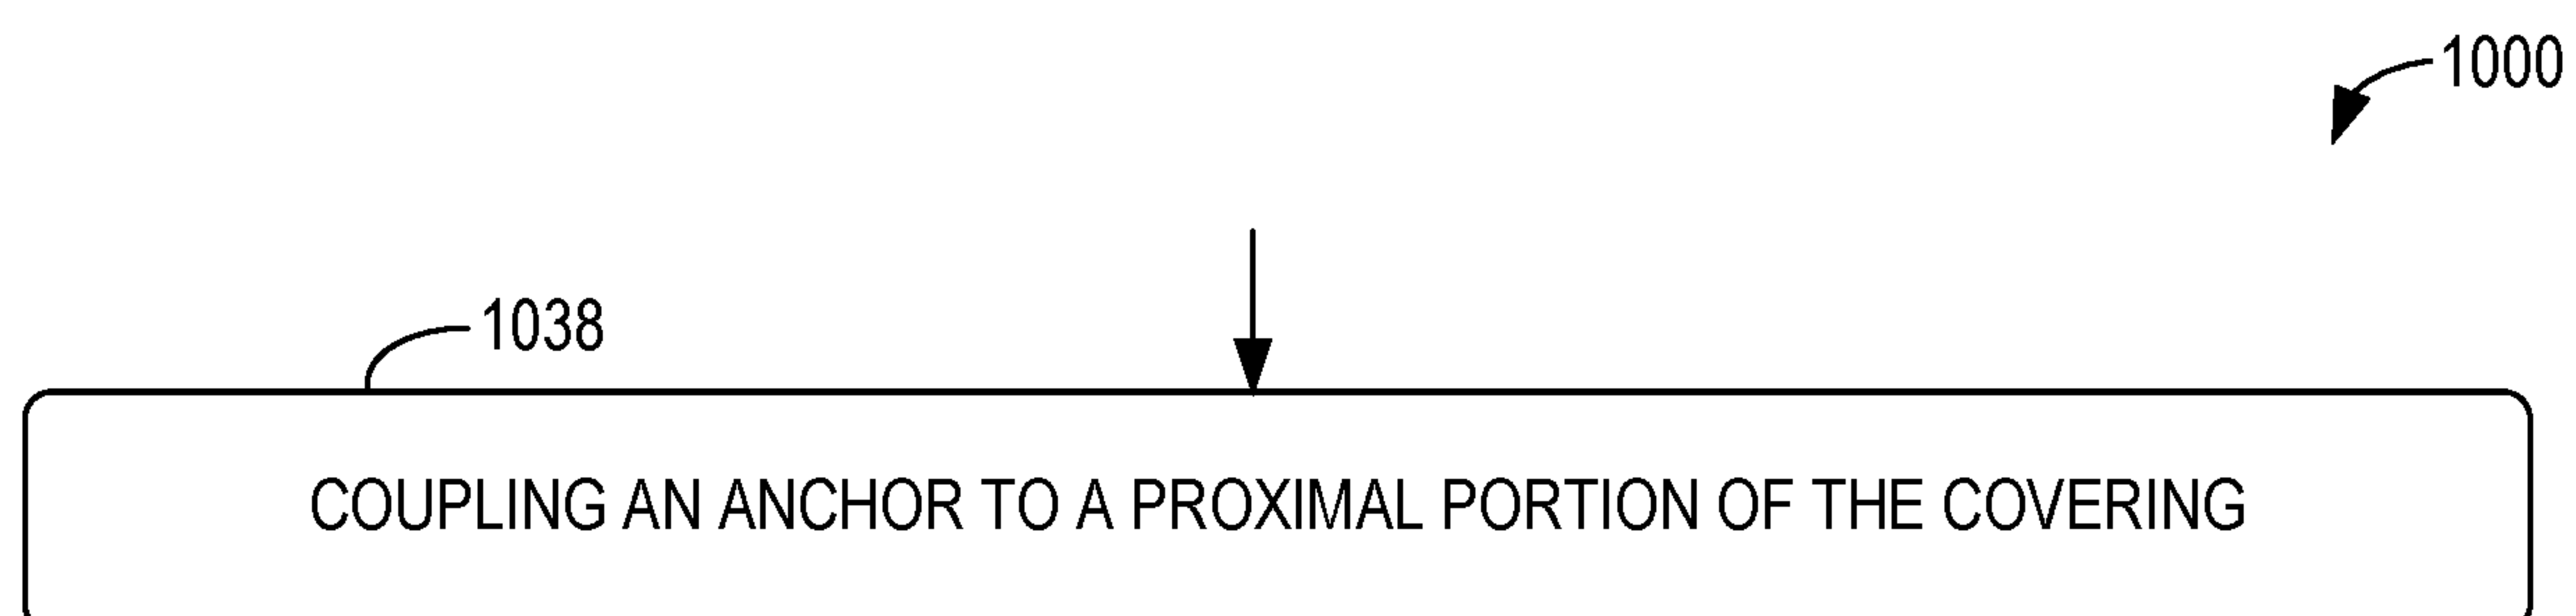 1000
1038
COUPLING AN ANCHOR TO A PROXIMAL PORTION OF THE COVERING